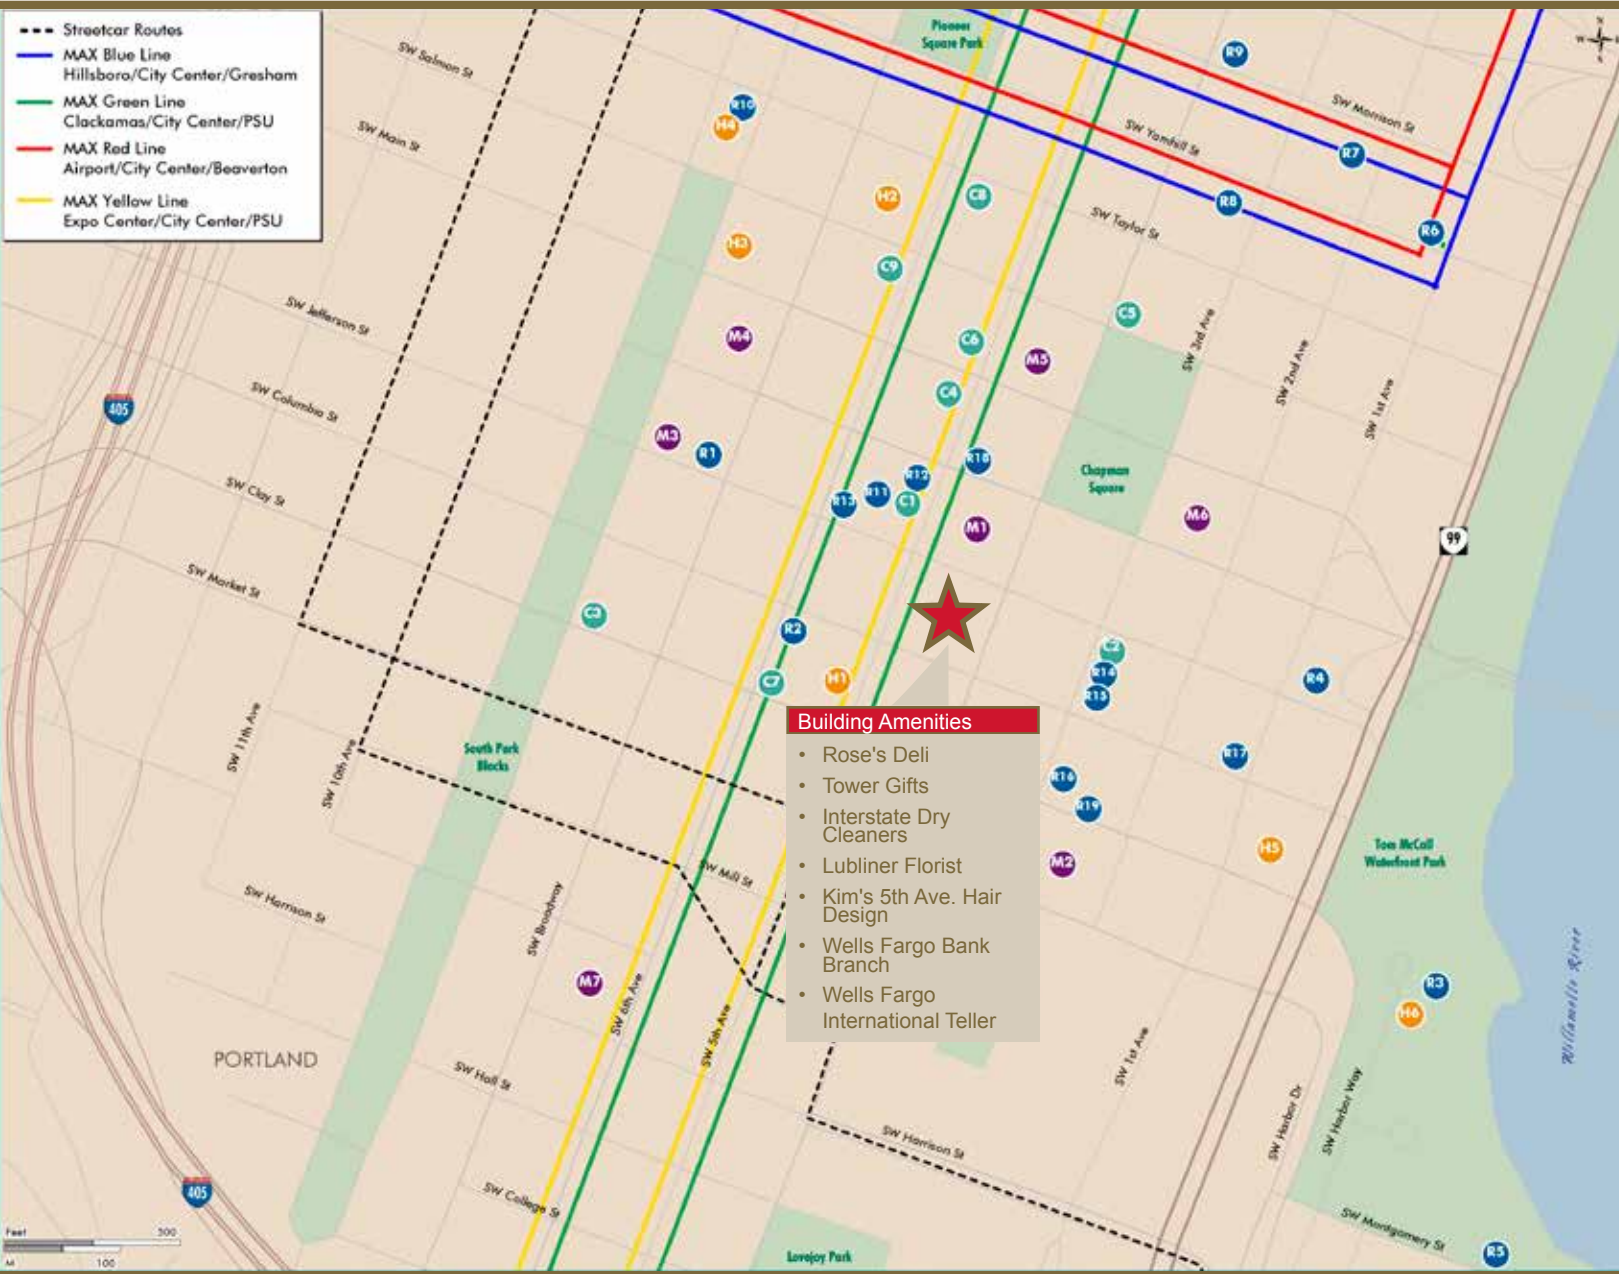 Streetcar Routes
MAX Blue Line
Hillsboro/City Center/Gresham
MAX Green Line
Clackamas/City Center/PSU
MAX Red Line
Airport/City Center/Beaverton
MAX Yellow Line
Expo Center/City Center/PSU
Pioneer
Square Park
SW Salmon St
SW Main St
SW Morrison St
SW Yamhill St
SW Taylor St
R9
R10
H4
R7
H2
C8
R8
R6
H3
C9
SW Jefferson St
C5
SW 3rd Ave
SW 2nd Ave
SW 1st Ave
M4
C6
M5
SW Columbia St
405
C4
M3
R1
R18
Chapman
Square
SW Clay St
R12
R11
R13
C1
M1
M6
99
SW Market St
C3
R2
C2
R14
R15
R4
C7
H1
Building Amenities
• Rose's Deli
• Tower Gifts
• Interstate Dry
Cleaners
• Lubliner Florist
• Kim's 5th Ave. Hair
Design
• Wells Fargo Bank
Branch
• Wells Fargo
International Teller
SW 11th Ave
SW 10th Ave
South Park
Blocks
R17
R16
R19
M2
H5
Tom McCall
Waterfront Park
SW Mill St
SW Harrison St
SW Broadway
M7
SW 6th Ave
SW 5th Ave
R3
H6
Willamette River
PORTLAND
SW Hall St
SW 1st Ave
SW Harbor Dr
SW Harbor Way
SW Harrison St
405
SW College St
SW Montgomery St
R5
Lovejoy Park
Feet
300
M
100